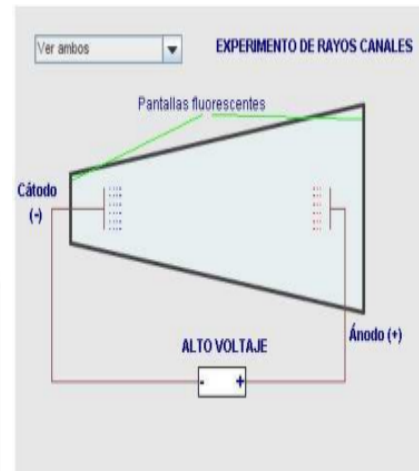 Ver ambos
EXPERIMENTO DE RAYOS CANALES
Pantallas fluorescentes
Cátodo
(-)
Ánodo (+)
ALTO VOLTAJE
- +